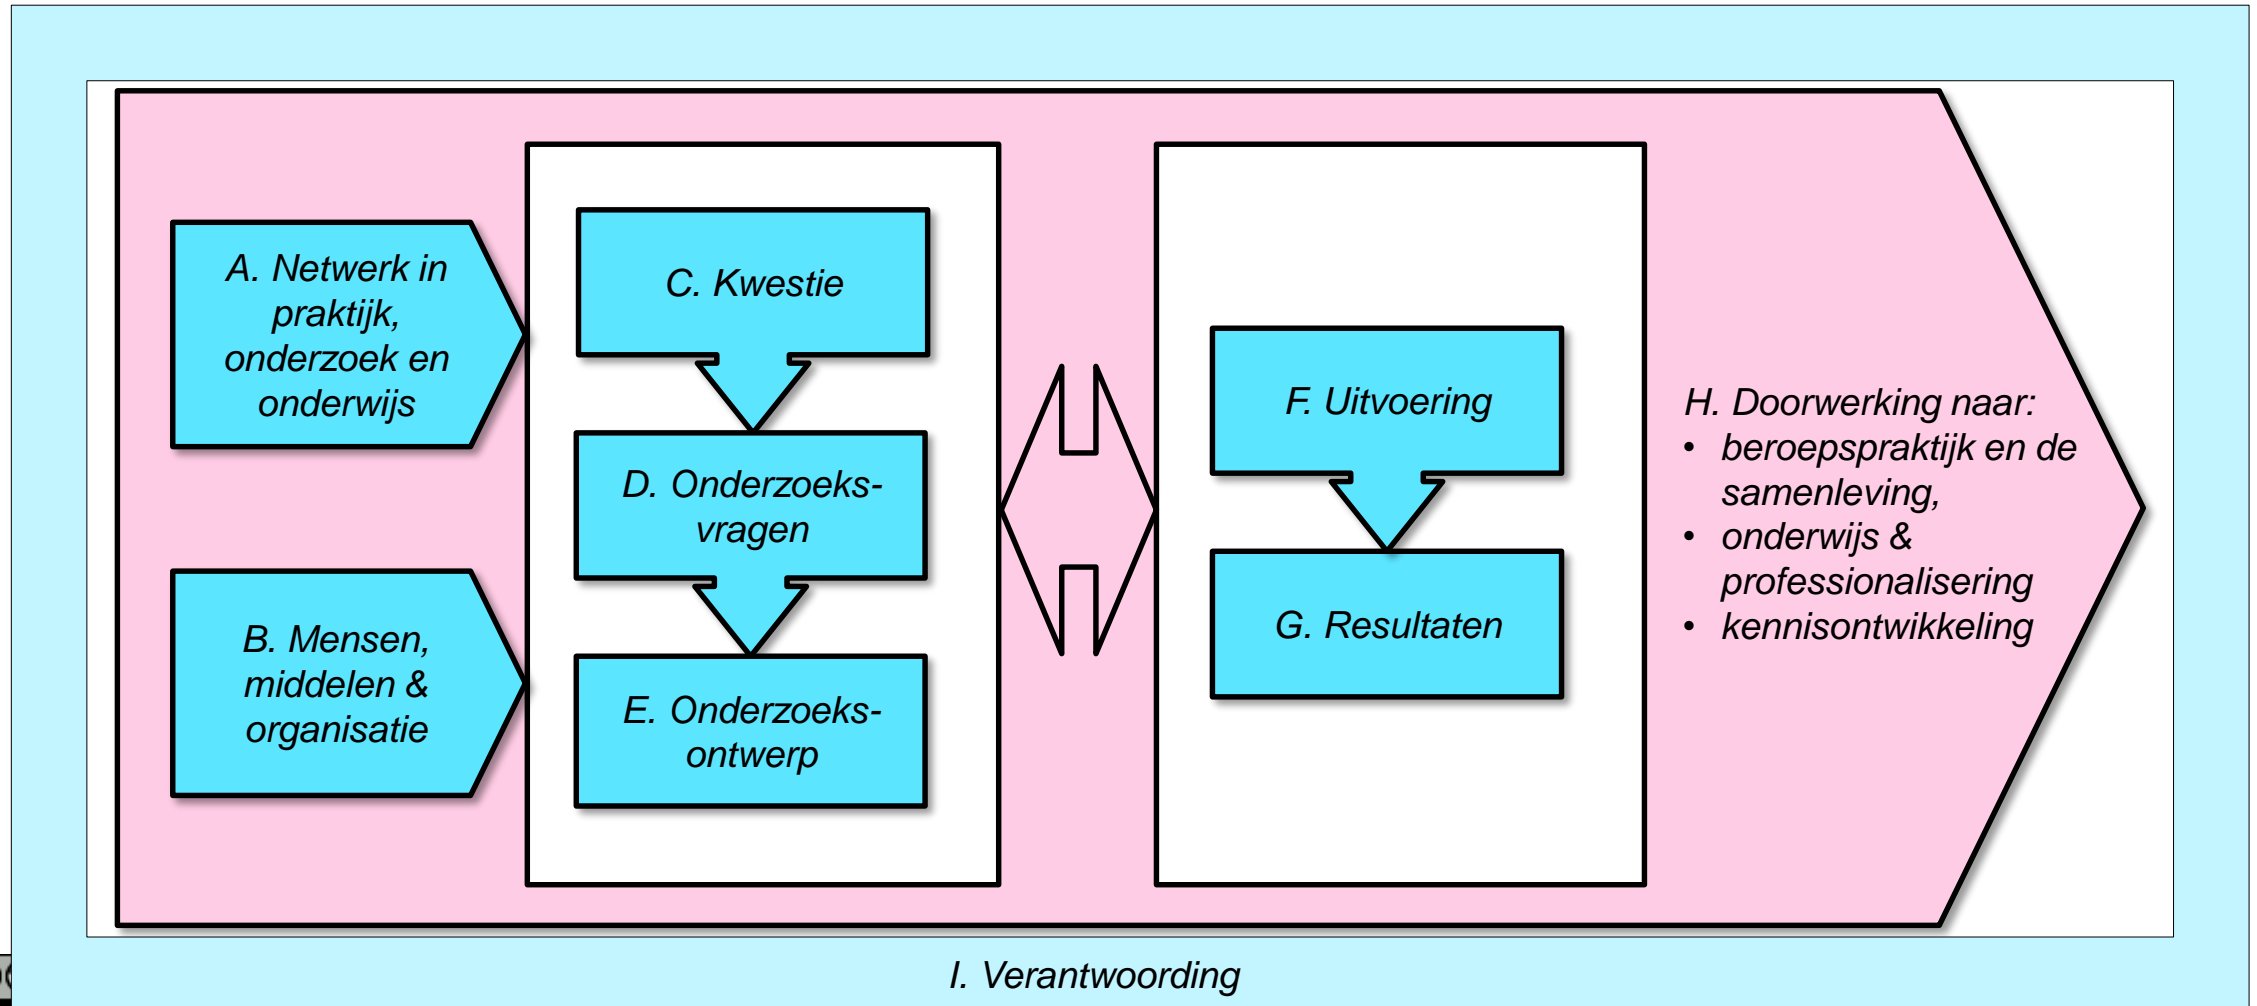 A. Netwerk in
praktijk,
onderzoek en
onderwijs
B. Mensen,
middelen &
organisatie
C. Kwestie
D. Onderzoeks-
vragen
E. Onderzoeks-
ontwerp
F. Uitvoering
G. Resultaten
H. Doorwerking naar:
• beroepspraktijk en de
samenleving,
• onderwijs &
professionalisering
• kennisontwikkeling
I. Verantwoording